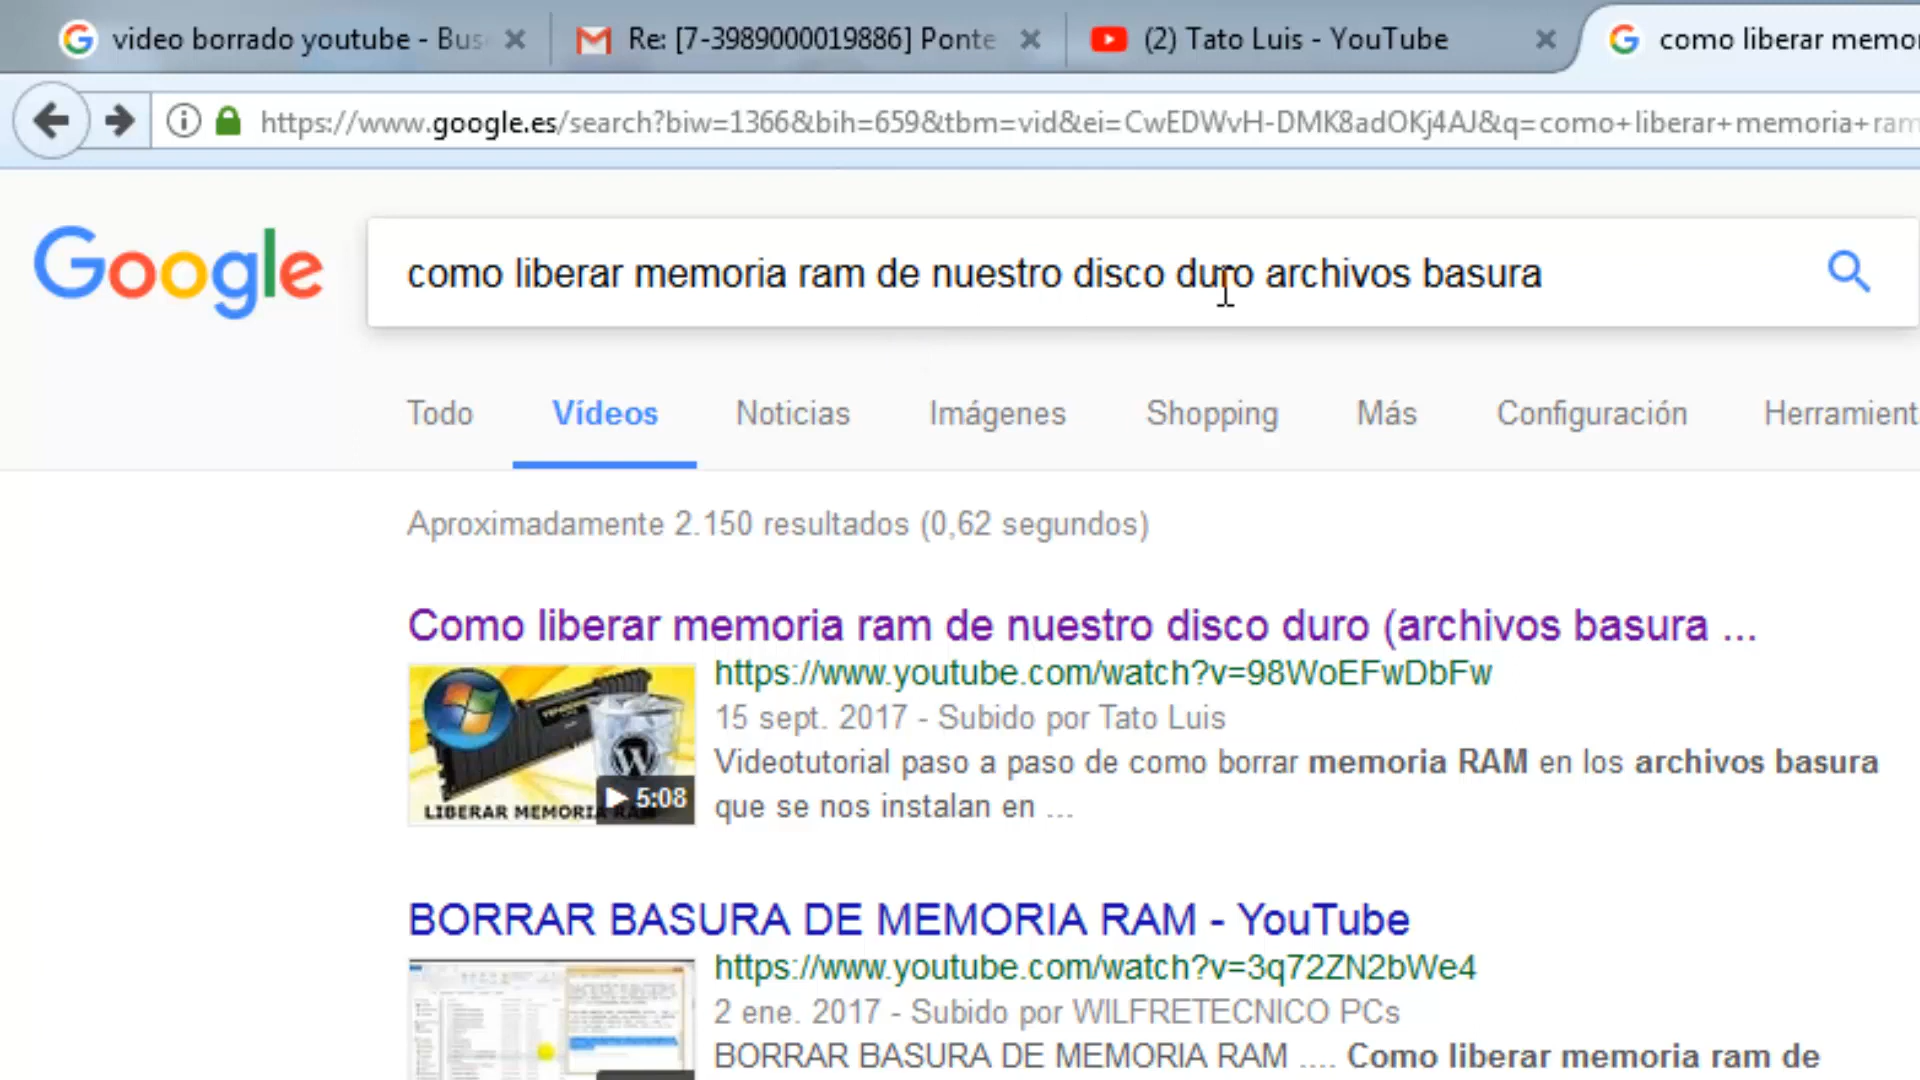 video borrado youtube - Bus
Re: [7-3989000019886] Ponte
(2) Tato Luis - YouTube
como liberar memo
https://www.google.es/search?biw=1366&bih=659&tbm=vid&ei=CwEDWvH-DMK8adOKj4AJ&q=como+liberar+memoria+ram
Google
como liberar memoria ram de nuestro disco duro archivos basura
Todo Vídeos Noticias Imágenes Shopping Más Configuración Herramient
Aproximadamente 2.150 resultados (0,62 segundos)
Como liberar memoria ram de nuestro disco duro (archivos basura ...
https://www.youtube.com/watch?v=98WoEFwDbFw
15 sept. 2017 - Subido por Tato Luis
Videotutorial paso a paso de como borrar memoria RAM en los archivos basura
que se nos instalan en ...
5:08
LIBERAR MEMORIA RAM
BORRAR BASURA DE MEMORIA RAM - YouTube
https://www.youtube.com/watch?v=3q72ZN2bWe4
2 ene. 2017 - Subido por WILFRETECNICO PCs
BORRAR BASURA DE MEMORIA RAM .... Como liberar memoria ram de